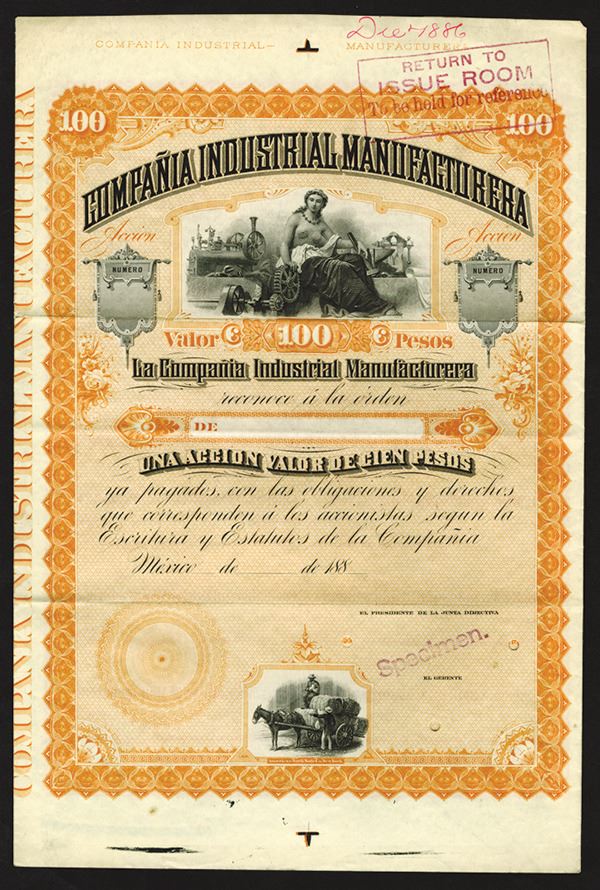 Dec 7 1886
COMPAÑIA INDUSTRIAL— MANUFACTURERA
RETURN TO
ISSUE ROOM
To be held for reference
100 100
COMPAÑIA INDUSTRIAL MANUFACTURERA
COMPAÑIA INDUSTRIAL MANUFACTURERA
Accion Accion
NUMERO NUMERO
Valor 100 Pesos
La Compañia Industrial Manufacturera
reconoce á la órden
DE
UNA ACCION VALOR DE CIEN PESOS
ya pagados, con las obligaciones y derechos
que corresponden á los accionistas segun la
Escritura y Estatutos de la Compañia
México de de 188
EL PRESIDENTE DE LA JUNTA DIRECTIVA
Specimen.
EL GERENTE